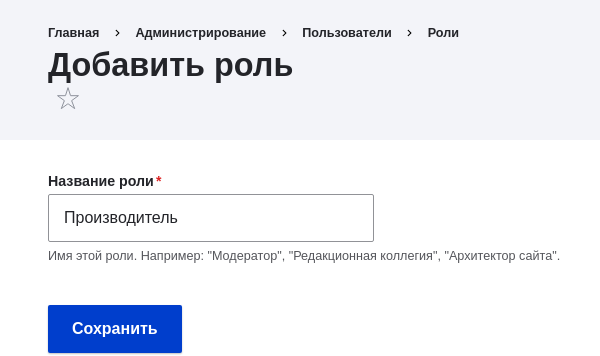 Главная › Администрирование › Пользователи › Роли
Добавить роль
Название роли*
Производитель
Имя этой роли. Например: "Модератор", "Редакционная коллегия", "Архитектор сайта".
Сохранить